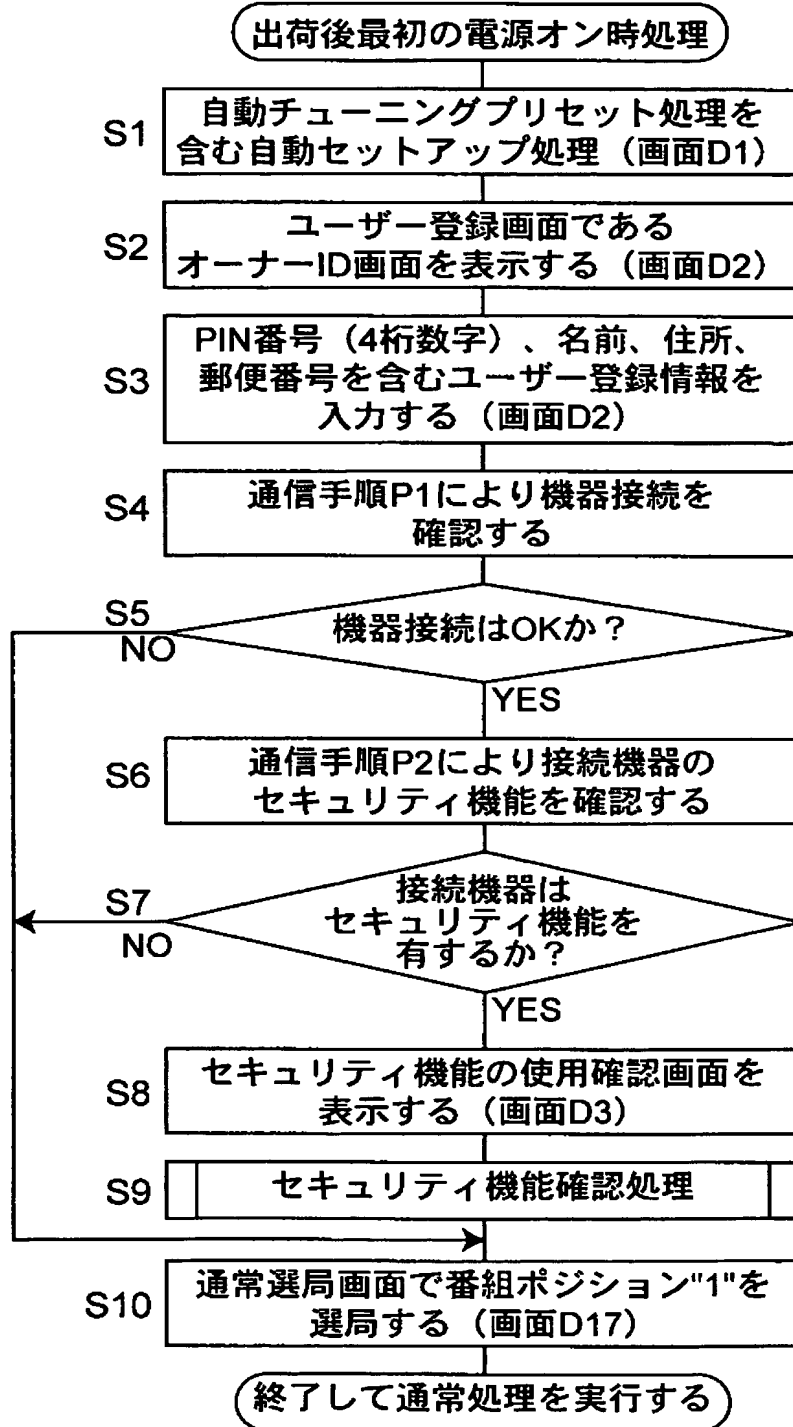 出荷後最初の電源オン時処理
S1
自動チューニングプリセット処理を
含む自動セットアップ処理（画面D1）
S2
ユーザー登録画面である
オーナーID画面を表示する（画面D2）
S3
PIN番号（4桁数字）、名前、住所、
郵便番号を含むユーザー登録情報を
入力する（画面D2）
S4
通信手順P1により機器接続を
確認する
S5
機器接続はOKか？
NO
YES
S6
通信手順P2により接続機器の
セキュリティ機能を確認する
S7
接続機器は
セキュリティ機能を
有するか？
NO
YES
S8
セキュリティ機能の使用確認画面を
表示する（画面D3）
S9
セキュリティ機能確認処理
S10
通常選局画面で番組ポジション"1"を
選局する（画面D17）
終了して通常処理を実行する